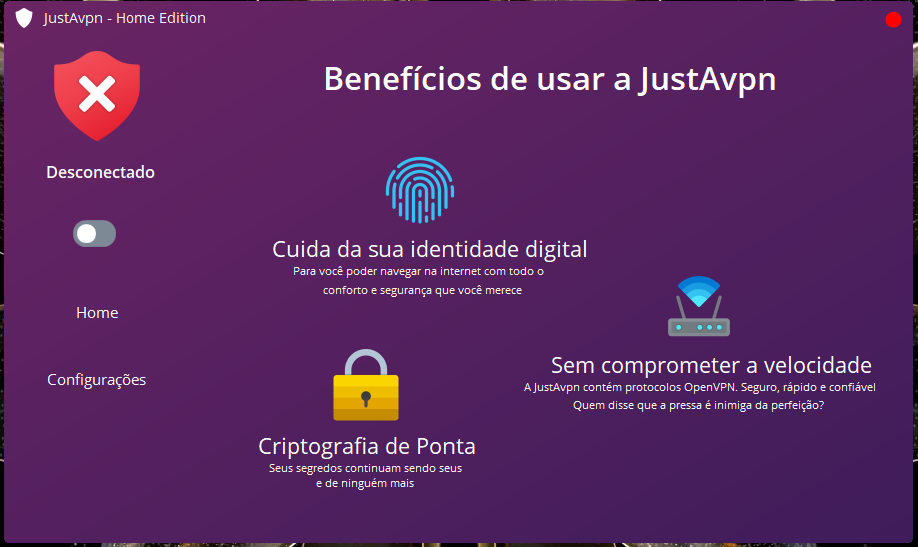 JustAvpn - Home Edition
Benefícios de usar a JustAvpn
Desconectado
Home
Configurações
Cuida da sua identidade digital
Para você poder navegar na internet com todo o
conforto e segurança que você merece
Sem comprometer a velocidade
A JustAvpn contém protocolos OpenVPN. Seguro, rápido e confiável
Quem disse que a pressa é inimiga da perfeição?
Criptografia de Ponta
Seus segredos continuam sendo seus
e de ninguém mais